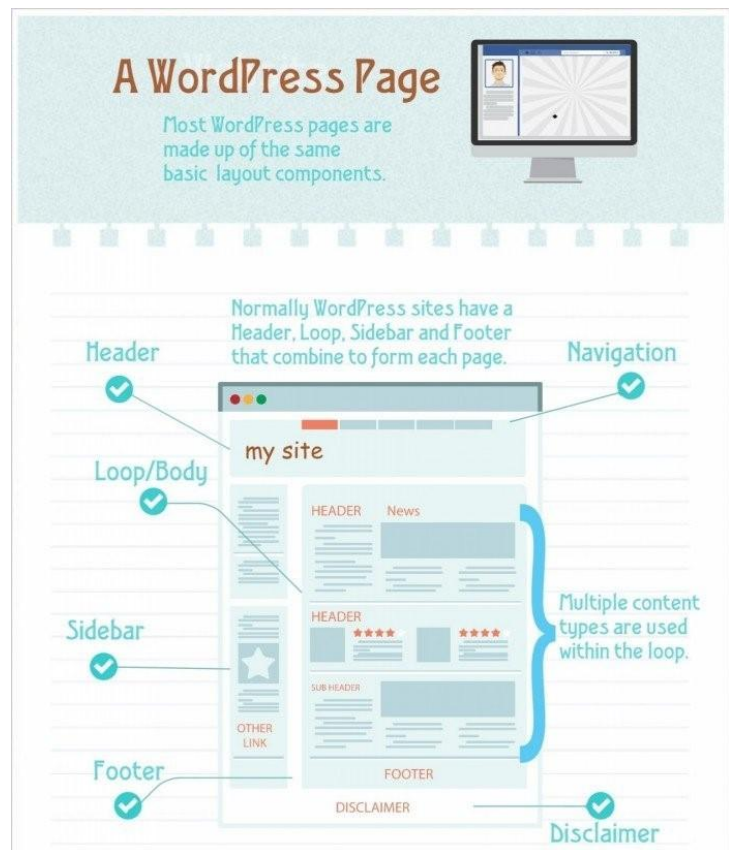 A WordPress Page
Most WordPress pages are
made up of the same
basic layout components.
Normally WordPress sites have a
Header, Loop, Sidebar and Footer
that combine to form each page.
Header
Navigation
my site
Loop/Body
HEADER
News
HEADER
Multiple content
types are used
within the loop.
Sidebar
SUB HEADER
OTHER
LINK
Footer
FOOTER
DISCLAIMER
Disclaimer